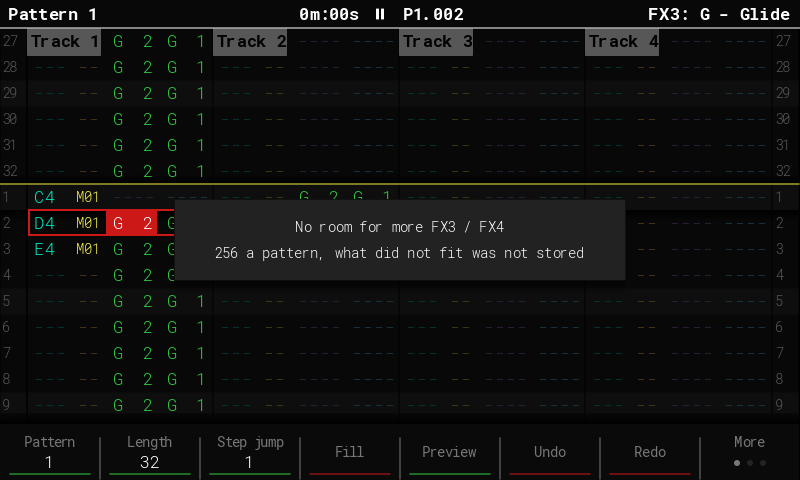 Pattern 1 0m:00s P1.002 FX3: G - Glide
27 Track 1 G 2 G 1 Track 2 --- -- ---- ---- Track 3 --- -- ---- ---- Track 4 --- -- ---- ---- 27
28 --- -- G 2 G 1 --- -- ---- ---- --- -- ---- ---- --- -- ---- ---- 28
29 --- -- G 2 G 1 --- -- ---- ---- --- -- ---- ---- --- -- ---- ---- 29
30 --- -- G 2 G 1 --- -- ---- ---- --- -- ---- ---- --- -- ---- ---- 30
31 --- -- G 2 G 1 --- -- ---- ---- --- -- ---- ---- --- -- ---- ---- 31
32 --- -- G 2 G 1 --- -- ---- ---- --- -- ---- ---- --- -- ---- ---- 32
1 C4 M01 ---- ---- --- -- G 2 G 1 --- -- ---- ---- --- -- ---- ---- 1
2 D4 M01 G 2 G 2
No room for more FX3 / FX4
3 E4 M01 G 2 G 3
256 a pattern, what did not fit was not stored
4 --- -- G 2 G 4
5 --- -- G 2 G 1 --- -- ---- ---- --- -- ---- ---- --- -- ---- ---- 5
6 --- -- G 2 G 1 --- -- ---- ---- --- -- ---- ---- --- -- ---- ---- 6
7 --- -- G 2 G 1 --- -- ---- ---- --- -- ---- ---- --- -- ---- ---- 7
8 --- -- G 2 G 1 --- -- ---- ---- --- -- ---- ---- --- -- ---- ---- 8
9 --- -- G 2 G 1 --- -- ---- ---- --- -- ---- ---- --- -- ---- ---- 9
Pattern Length Step jump Fill Preview Undo Redo More
1 32 1